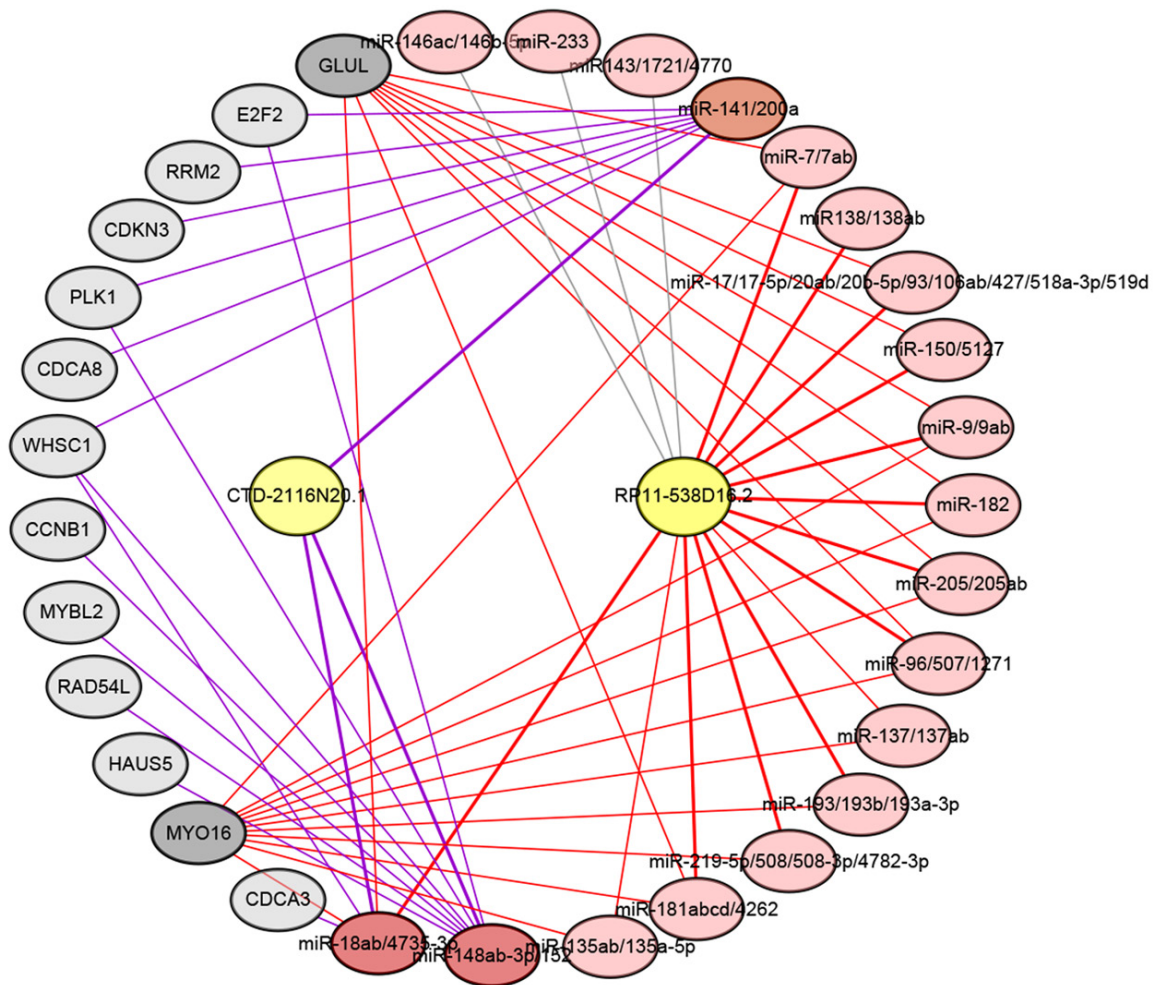 miR-146ac/146b-5p
miR-233
GLUL
miR143/1721/4770
miR-141/200a
E2F2
miR-7/7ab
RRM2
miR138/138ab
CDKN3
miR-17/17-5p/20ab/20b-5p/93/106ab/427/518a-3p/519d
PLK1
miR-150/5127
CDCA8
miR-9/9ab
WHSC1
CTD-2116N20.1
RP11-538D16.2
miR-182
CCNB1
miR-205/205ab
MYBL2
miR-96/507/1271
RAD54L
miR-137/137ab
HAUS5
miR-193/193b/193a-3p
MYO16
miR-219-5p/508/508-3p/4782-3p
CDCA3
miR-181abcd/4262
miR-18ab/4735-3p
miR-148ab-3p/152
miR-135ab/135a-5p